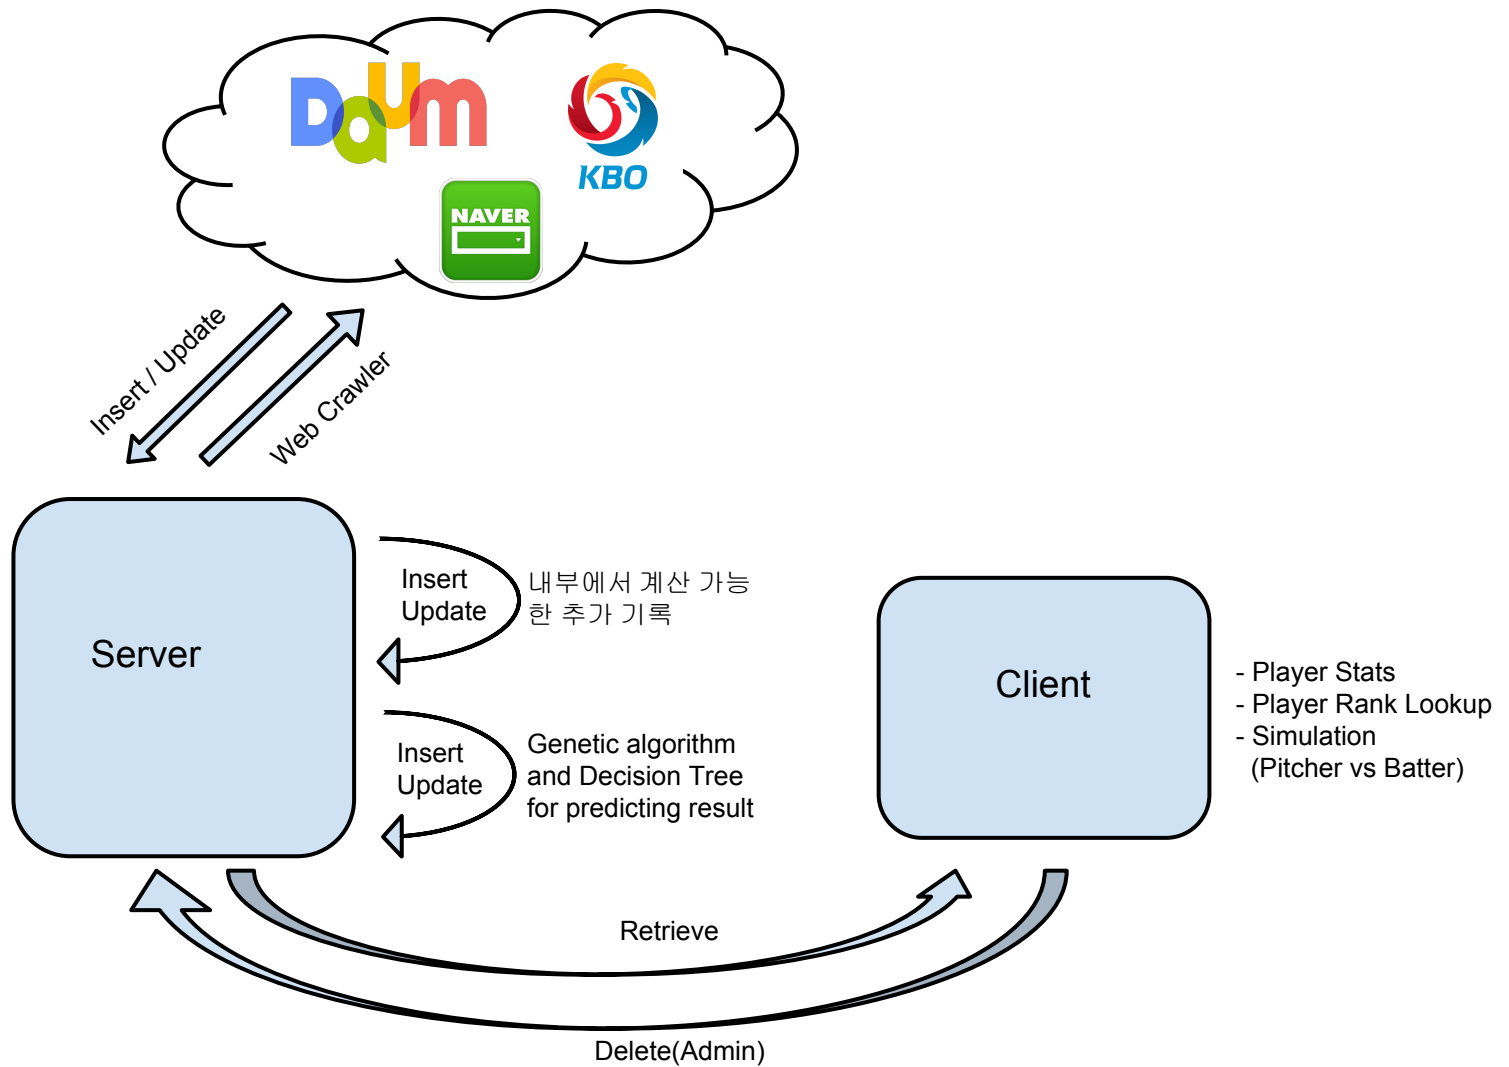 Daum
KBO
NAVER
Insert / Update
Web Crawler
Server
Insert
Update
내부에서 계산 가능
한 추가 기록
Insert
Update
Genetic algorithm
and Decision Tree
for predicting result
Client
- Player Stats
- Player Rank Lookup
- Simulation
(Pitcher vs Batter)
Retrieve
Delete(Admin)